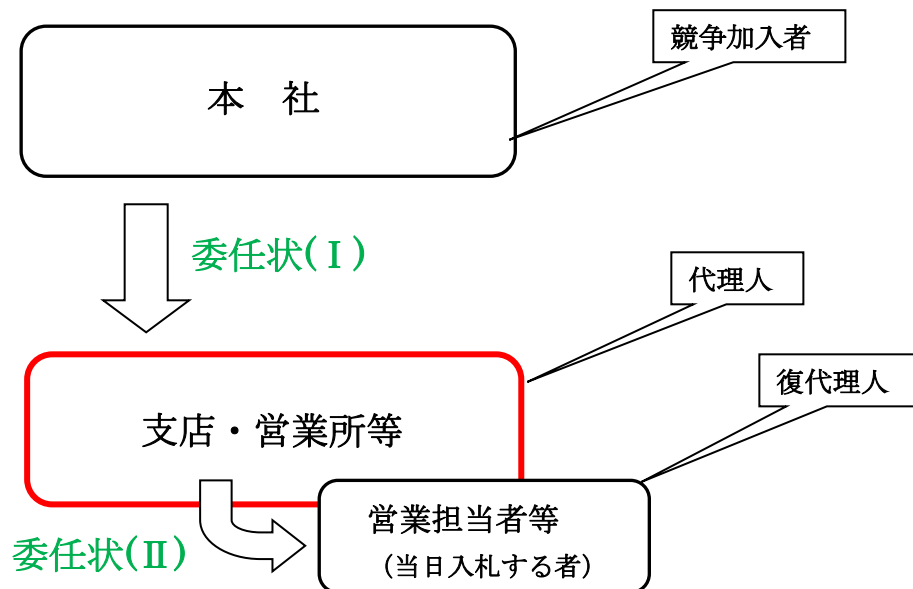 競争加入者
本　社
委任状(Ⅰ)
代理人
復代理人
支店・営業所等
営業担当者等
（当日入札する者）
委任状(Ⅱ)